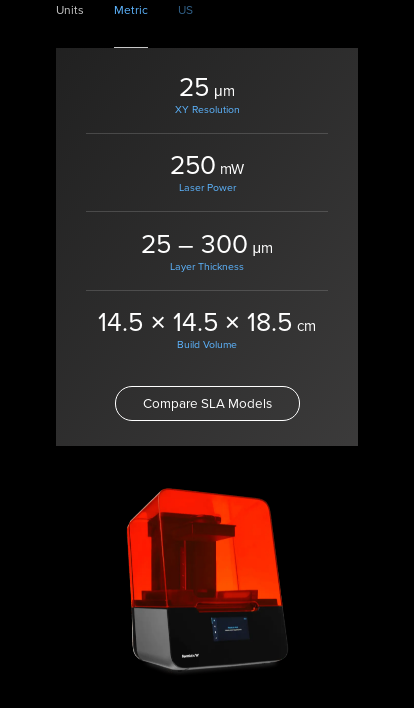 Units Metric US
25 µm
XY Resolution
250 mW
Laser Power
25 – 300 µm
Layer Thickness
14.5 × 14.5 × 18.5 cm
Build Volume
Compare SLA Models